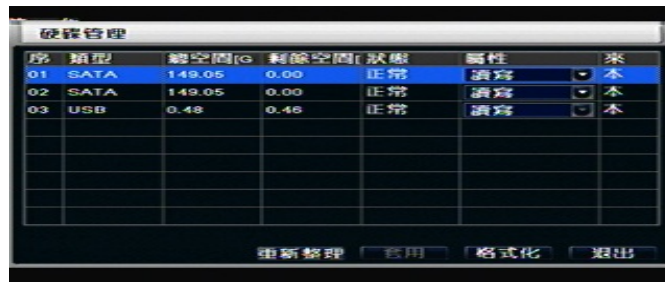 硬碟管理
序 類型 總空間[G 剩餘空間[ 狀態 屬性 來
01 SATA 149.05 0.00 正常 讀寫 本
02 SATA 149.05 0.00 正常 讀寫 本
03 USB 0.48 0.46 正常 讀寫 本
重新整理 套用 格式化 退出